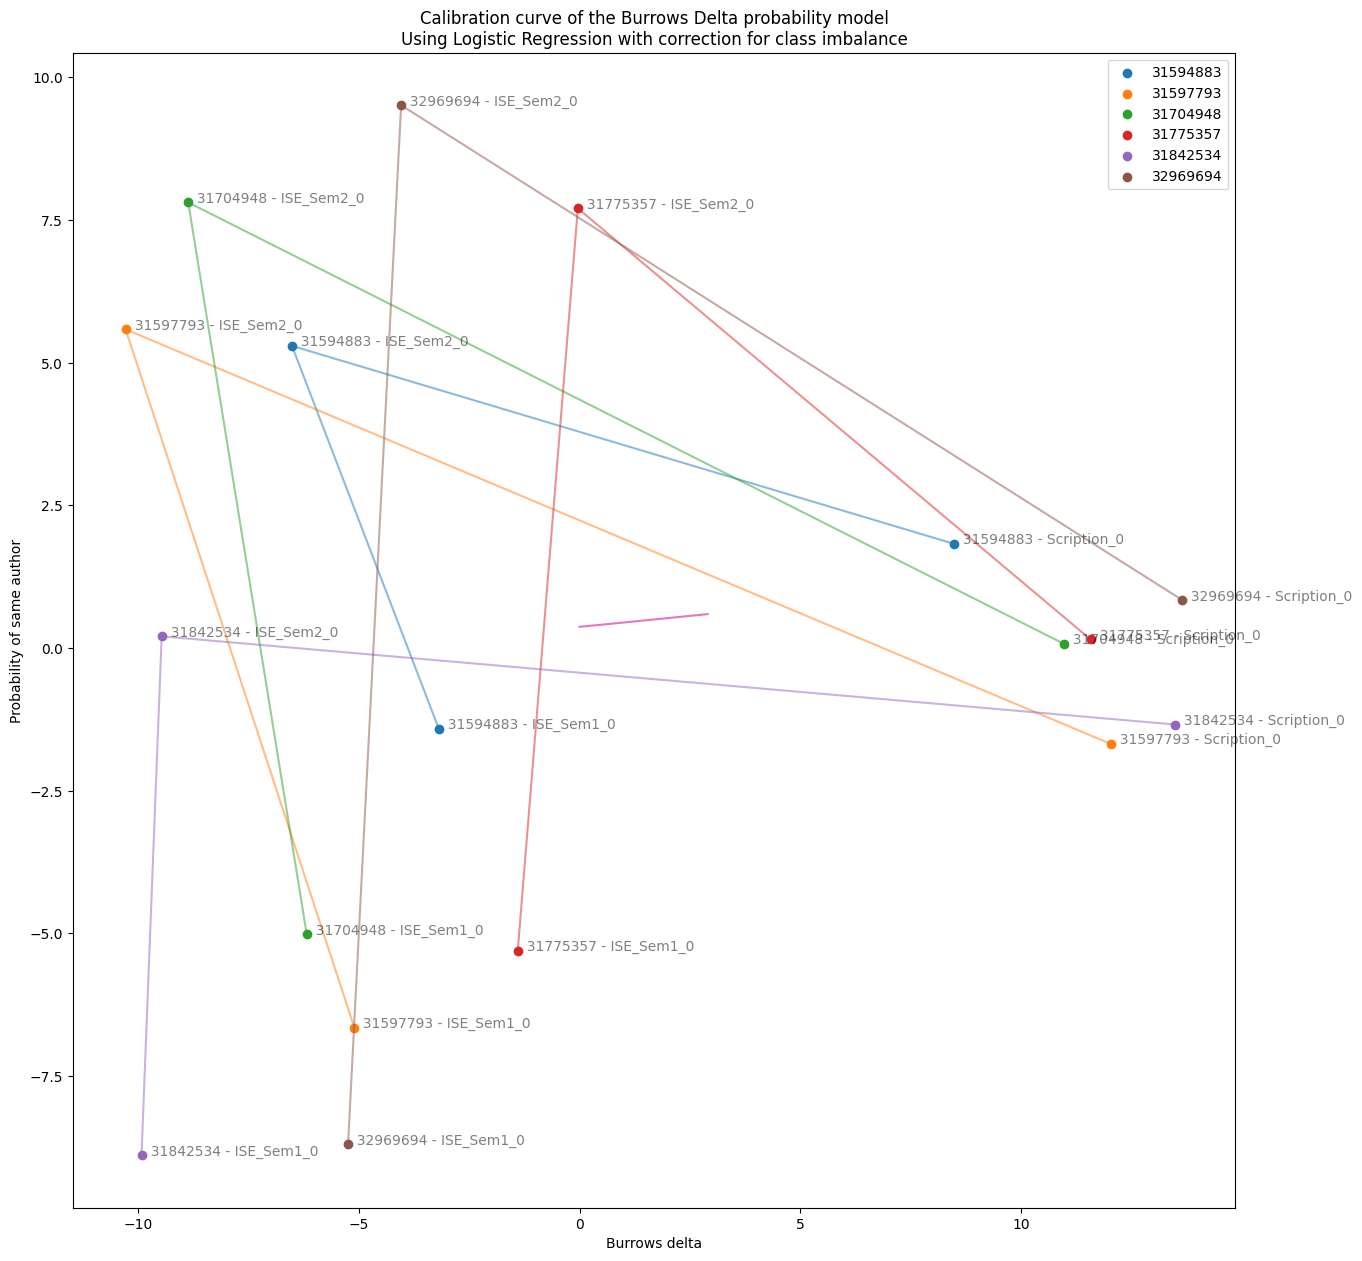 Calibration curve of the Burrows Delta probability model
Using Logistic Regression with correction for class imbalance
31594883
31597793
31704948
31775357
31842534
32969694
10.0
7.5
5.0
2.5
0.0
−2.5
−5.0
−7.5
Probability of same author
32969694 - ISE_Sem2_0
31704948 - ISE_Sem2_0
31775357 - ISE_Sem2_0
31597793 - ISE_Sem2_0
31594883 - ISE_Sem2_0
31594883 - Scription_0
32969694 - Scription_0
31842534 - ISE_Sem2_0
31775357 - Scription_0
31704948 - Scription_0
31594883 - ISE_Sem1_0
31842534 - Scription_0
31597793 - Scription_0
31704948 - ISE_Sem1_0
31775357 - ISE_Sem1_0
31597793 - ISE_Sem1_0
32969694 - ISE_Sem1_0
31842534 - ISE_Sem1_0
−10
−5
0
5
10
Burrows delta